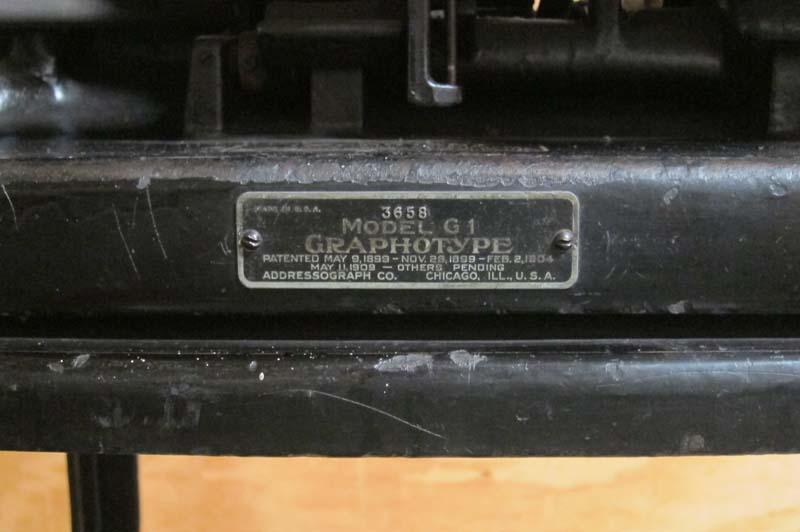 MADE IN U.S.A.
3658
MODEL G1
GRAPHOTYPE
PATENTED MAY 9, 1899 – NOV. 28, 1899 – FEB. 2, 1904
MAY 11, 1909 – OTHERS PENDING
ADDRESSOGRAPH CO. CHICAGO, ILL., U.S.A.